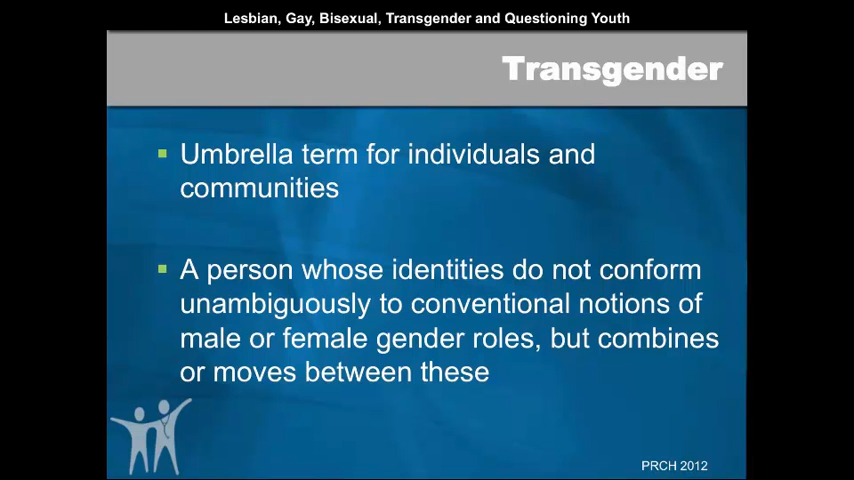 Lesbian, Gay, Bisexual, Transgender and Questioning Youth
Transgender
Umbrella term for individuals and
communities
A person whose identities do not conform
unambiguously to conventional notions of
male or female gender roles, but combines
or moves between these
PRCH 2012